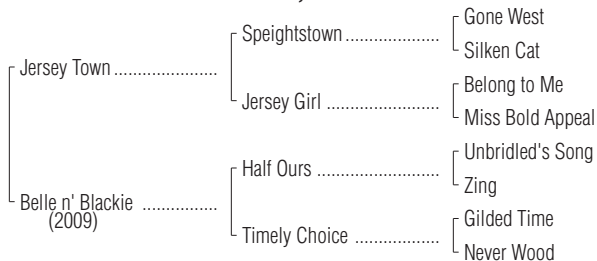 Gone West
Speightstown ....................
Silken Cat
Jersey Town ......................
Belong to Me
Jersey Girl ........................
Miss Bold Appeal
Unbridled's Song
Half Ours ..........................
Zing
Belle n' Blackie ................
(2009)
Gilded Time
Timely Choice ..................
Never Wood